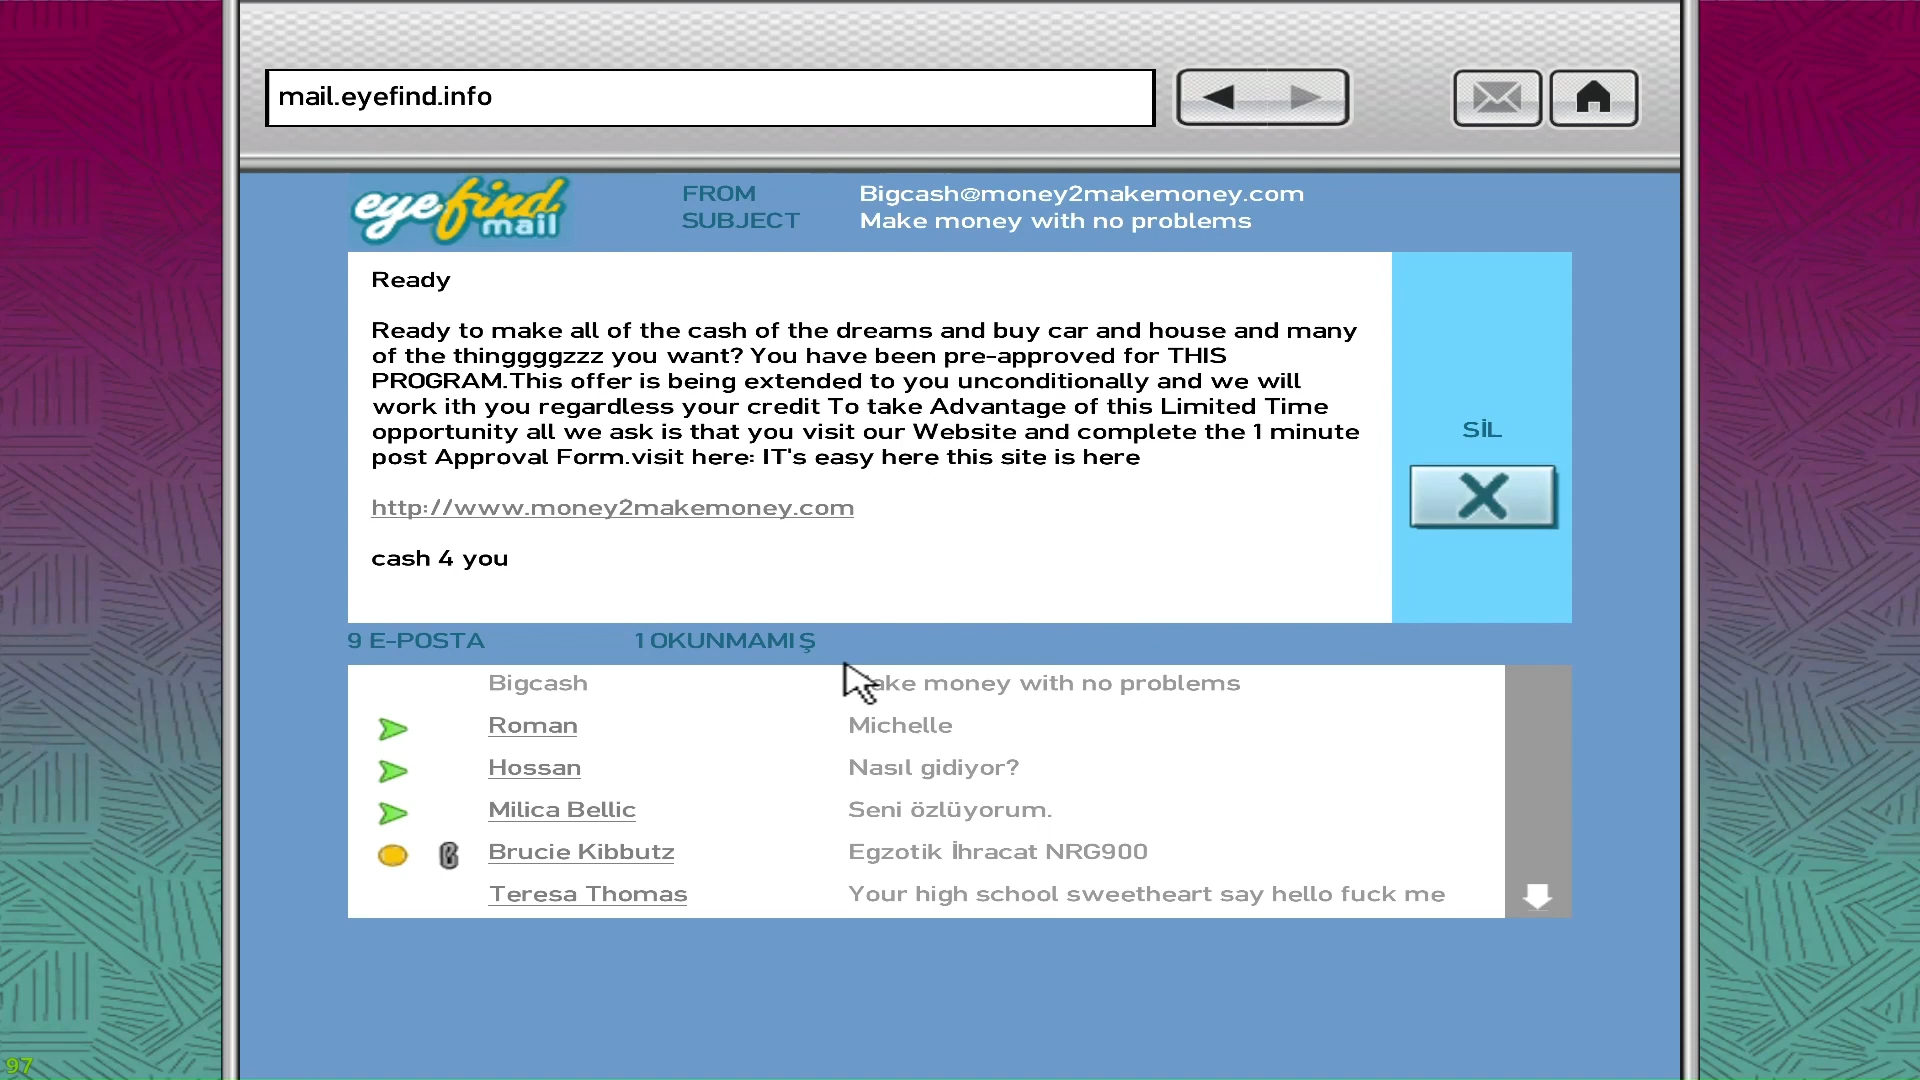 mail.eyefind.info
eyefind
mail
FROM Bigcash@money2makemoney.com
SUBJECT Make money with no problems
Ready
Ready to make all of the cash of the dreams and buy car and house and many
of the thinggggzzz you want? You have been pre-approved for THIS
PROGRAM.This offer is being extended to you unconditionally and we will
work ith you regardless your credit To take Advantage of this Limited Time
opportunity all we ask is that you visit our Website and complete the 1 minute
post Approval Form.visit here: IT's easy here this site is here
http://www.money2makemoney.com
cash 4 you
SİL
9 E-POSTA 1 OKUNMAMIŞ
Bigcash ake money with no problems
Roman Michelle
Hossan Nasıl gidiyor?
Milica Bellic Seni özlüyorum.
Brucie Kibbutz Egzotik İhracat NRG900
Teresa Thomas Your high school sweetheart say hello fuck me
97